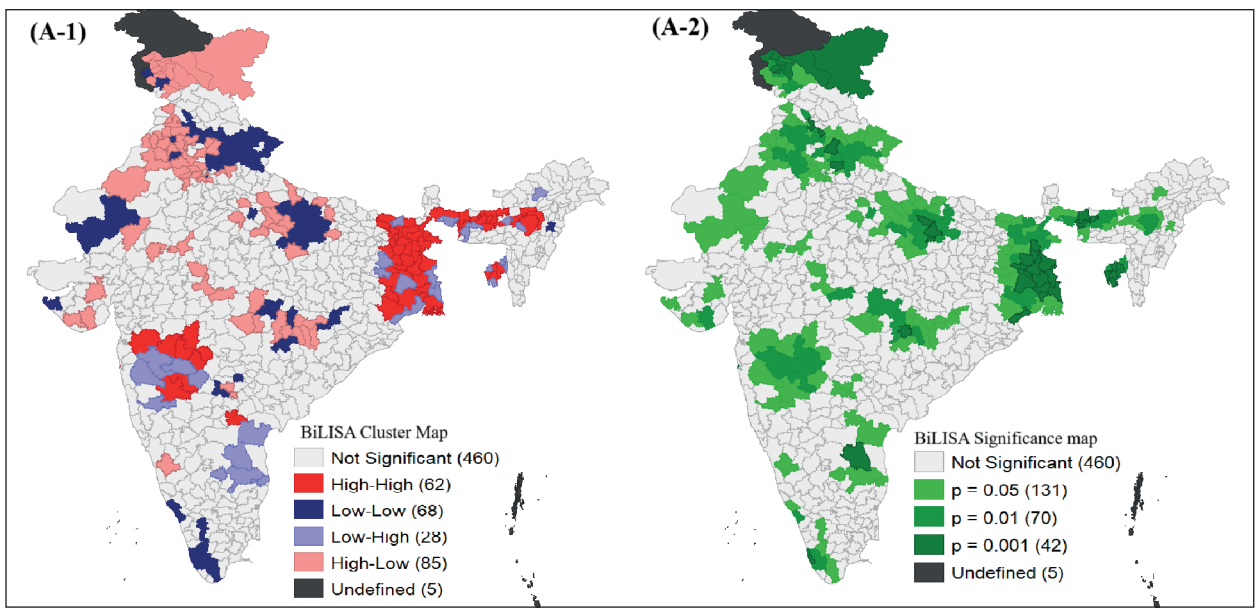 (A-1)
BiLISA Cluster Map
Not Significant (460)
High-High (62)
Low-Low (68)
Low-High (28)
High-Low (85)
Undefined (5)
(A-2)
BiLISA Significance map
Not Significant (460)
p = 0.05 (131)
p = 0.01 (70)
p = 0.001 (42)
Undefined (5)